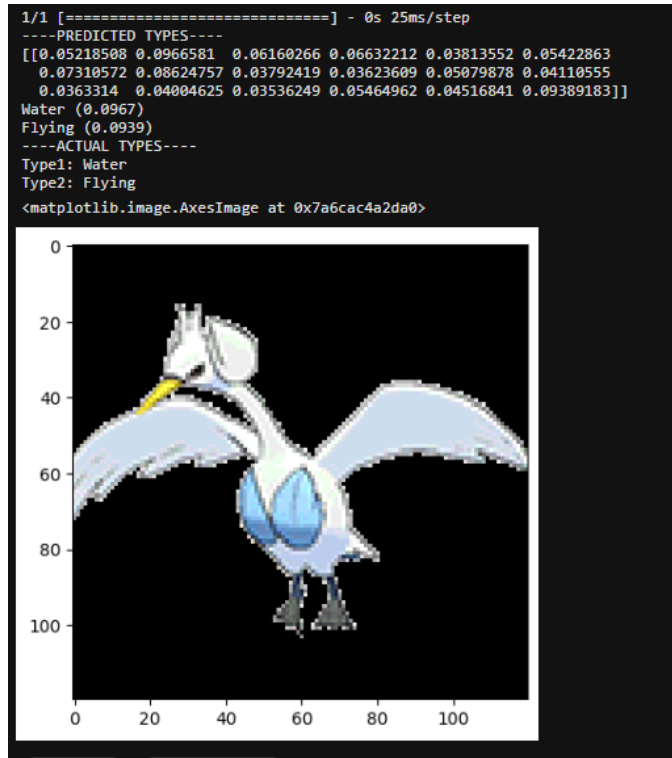 1/1 [==============================] - 0s 25ms/step
----PREDICTED TYPES----
[[0.05218508 0.0966581 0.06160266 0.06632212 0.03813552 0.05422863
0.07310572 0.08624757 0.03792419 0.03623609 0.05079878 0.04110555
0.0363314 0.04004625 0.03536249 0.05464962 0.04516841 0.09389183]]
Water (0.0967)
Flying (0.0939)
----ACTUAL TYPES----
Type1: Water
Type2: Flying
<matplotlib.image.AxesImage at 0x7a6cac4a2da0>
0
20
40
60
80
100
0 20 40 60 80 100